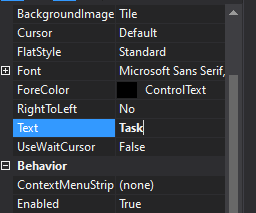 BackgroundImage Tile
Cursor Default
FlatStyle Standard
Font Microsoft Sans Serif,
ForeColor ControlText
RightToLeft No
Text Task
UseWaitCursor False
Behavior
ContextMenuStrip (none)
Enabled True